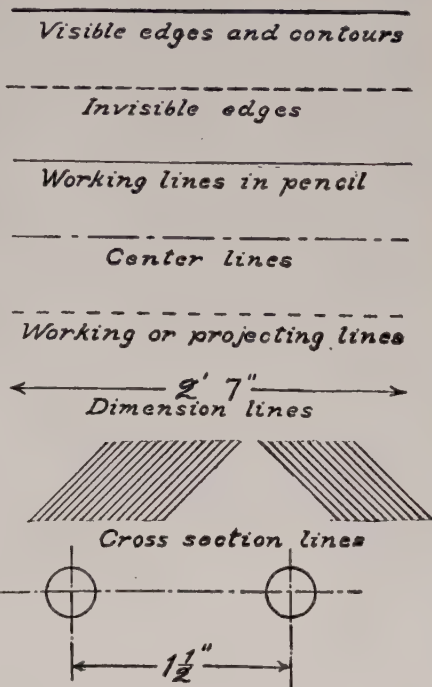 Visible edges and contours
Invisible edges
Working lines in pencil
Center lines
Working or projecting lines
2' 7"
Dimension lines
Cross section lines
1½"